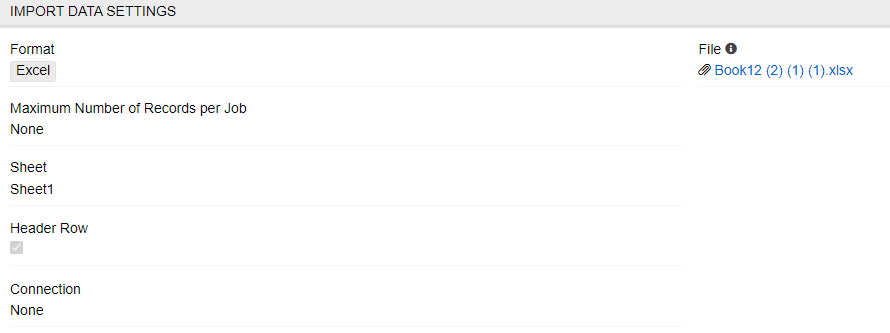 IMPORT DATA SETTINGS
Format
Excel
File
Book12 (2) (1) (1).xlsx
Maximum Number of Records per Job
None
Sheet
Sheet1
Header Row
Connection
None